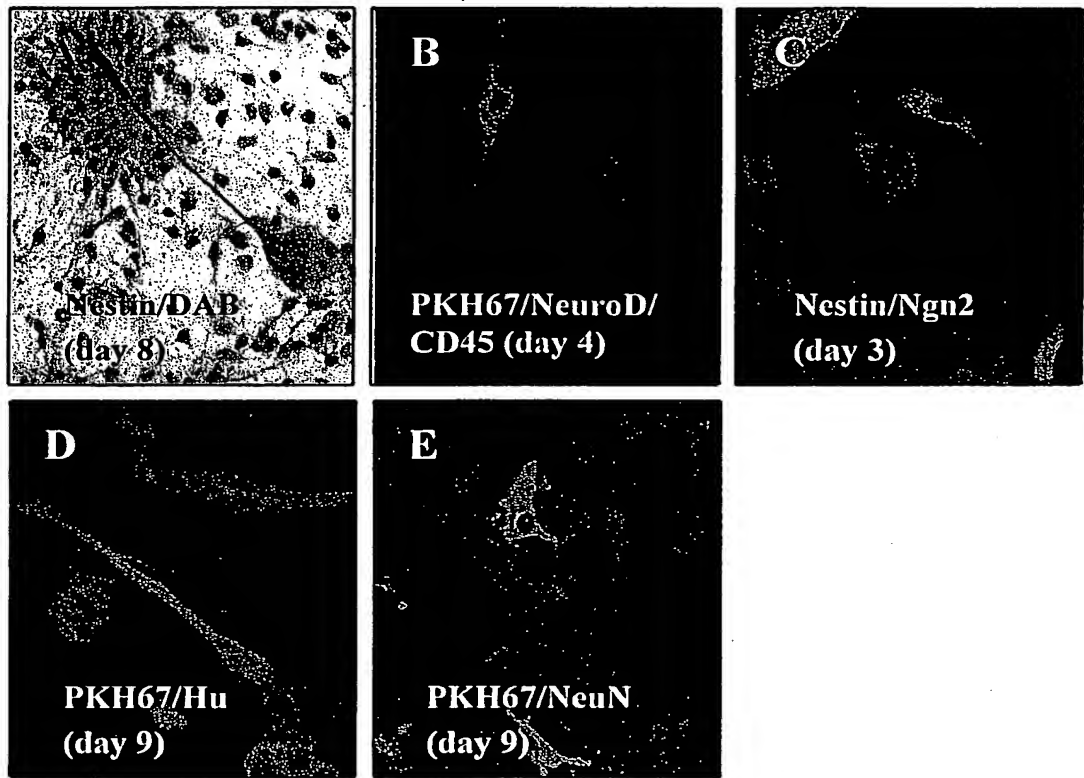 Nestin/DAB
(day 8)
B
PKH67/NeuroD/
CD45 (day 4)
C
Nestin/Ngn2
(day 3)
D
PKH67/Hu
(day 9)
E
PKH67/NeuN
(day 9)